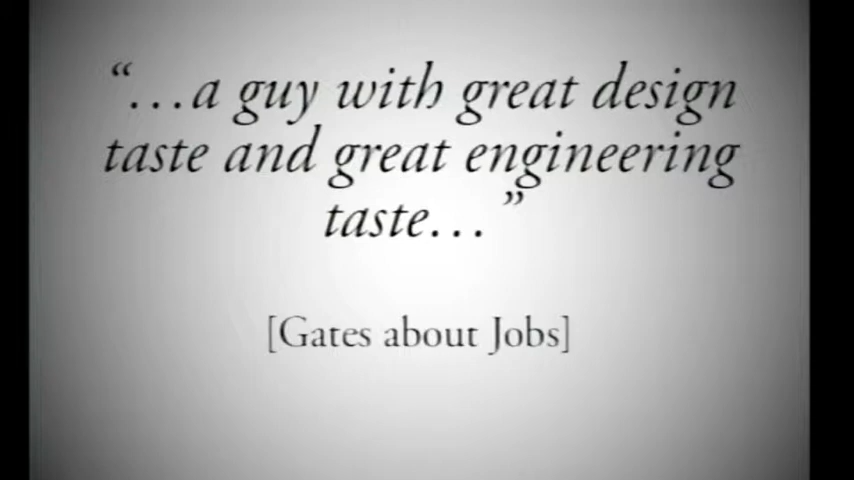 “...a guy with great design
taste and great engineering
taste... ”
[Gates about Jobs]